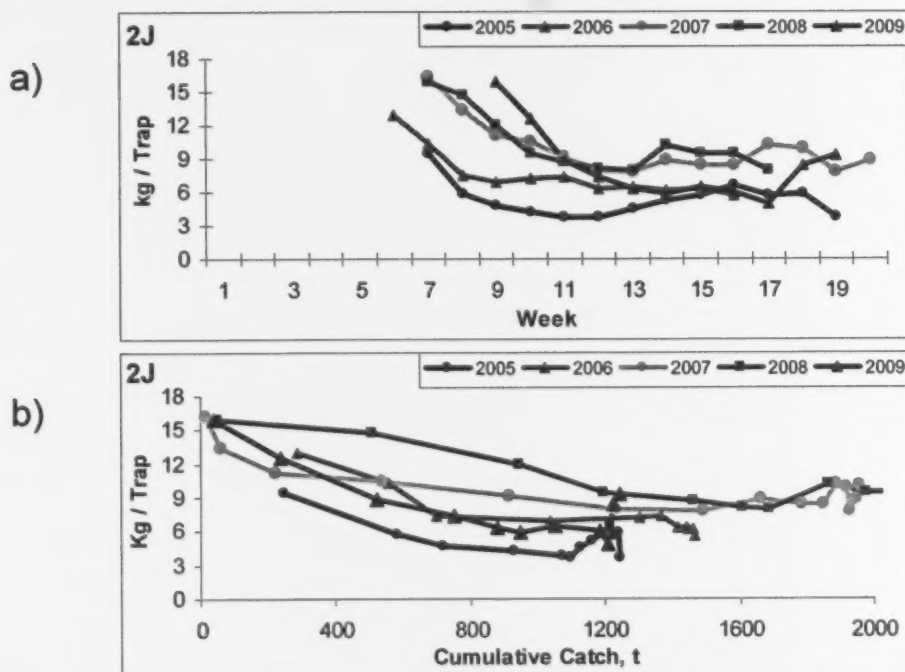 a)
2J
2005 2006 2007 2008 2009
18
15
12
9
6
3
0
kg / Trap
1 3 5 7 9 11 13 15 17 19
Week
b)
2J
2005 2006 2007 2008 2009
18
15
12
9
6
3
0
Kg / Trap
0 400 800 1200 1600 2000
Cumulative Catch, t